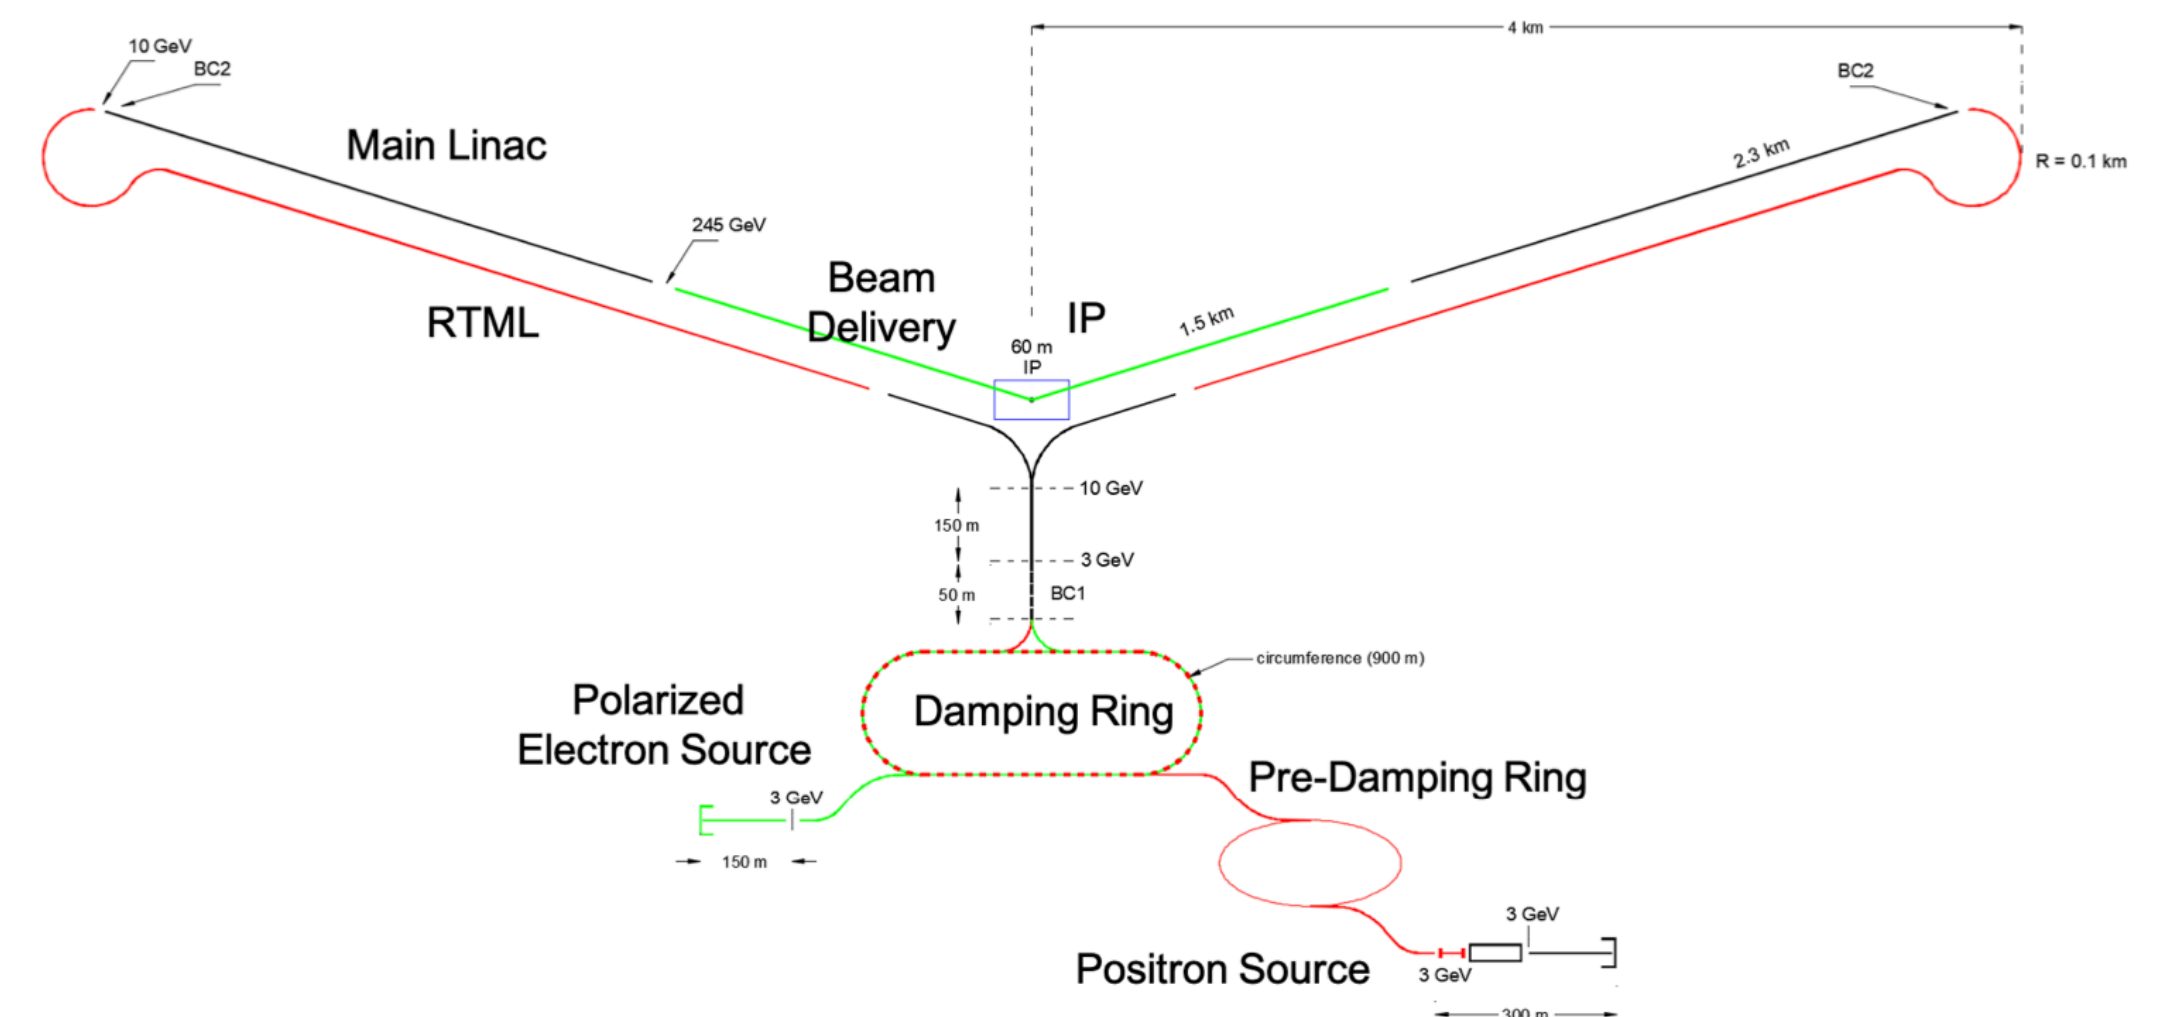 4 km
10 GeV
BC2
BC2
Main Linac
2.3 km
R = 0.1 km
245 GeV
Beam
Delivery
IP
1.5 km
RTML
60 m
IP
10 GeV
150 m
3 GeV
50 m
BC1
circumference (900 m)
Damping Ring
Polarized
Electron Source
Pre-Damping Ring
3 GeV
150 m
3 GeV
Positron Source
3 GeV
300 m